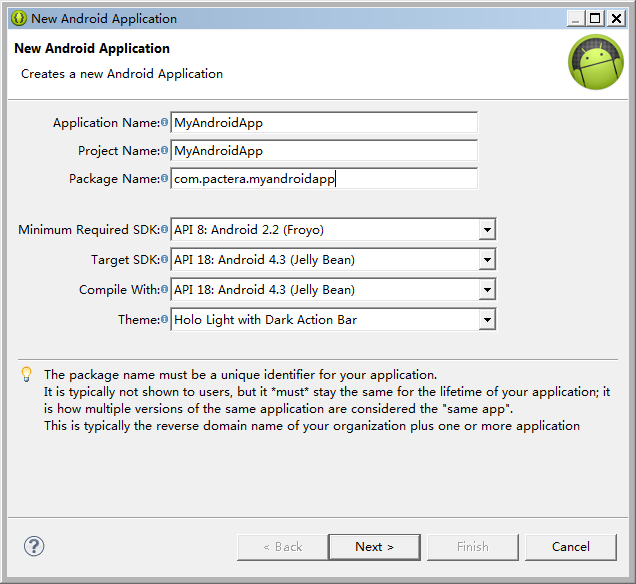 New Android Application
New Android Application
Creates a new Android Application
Application Name: MyAndroidApp
Project Name: MyAndroidApp
Package Name: com.pactera.myandroidapp
Minimum Required SDK: API 8: Android 2.2 (Froyo)
Target SDK: API 18: Android 4.3 (Jelly Bean)
Compile With: API 18: Android 4.3 (Jelly Bean)
Theme: Holo Light with Dark Action Bar
The package name must be a unique identifier for your application.
It is typically not shown to users, but it *must* stay the same for the lifetime of your application; it
is how multiple versions of the same application are considered the "same app".
This is typically the reverse domain name of your organization plus one or more application
? < Back Next > Finish Cancel